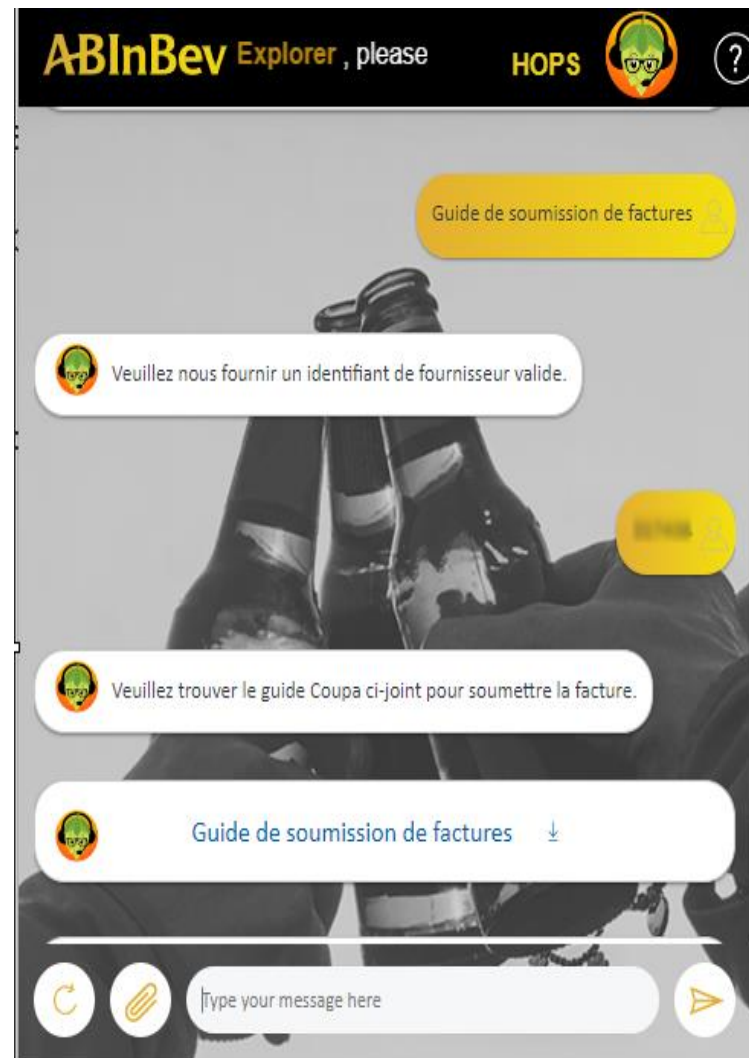 ABInBev Explorer , please
HOPS
?
Guide de soumission de factures
Veuillez nous fournir un identifiant de fournisseur valide.
Veuillez trouver le guide Coupa ci-joint pour soumettre la facture.
Guide de soumission de factures
Type your message here